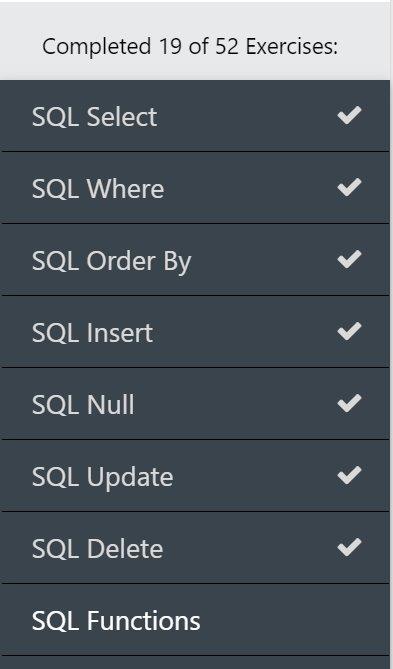 Completed 19 of 52 Exercises:
SQL Select
SQL Where
SQL Order By
SQL Insert
SQL Null
SQL Update
SQL Delete
SQL Functions